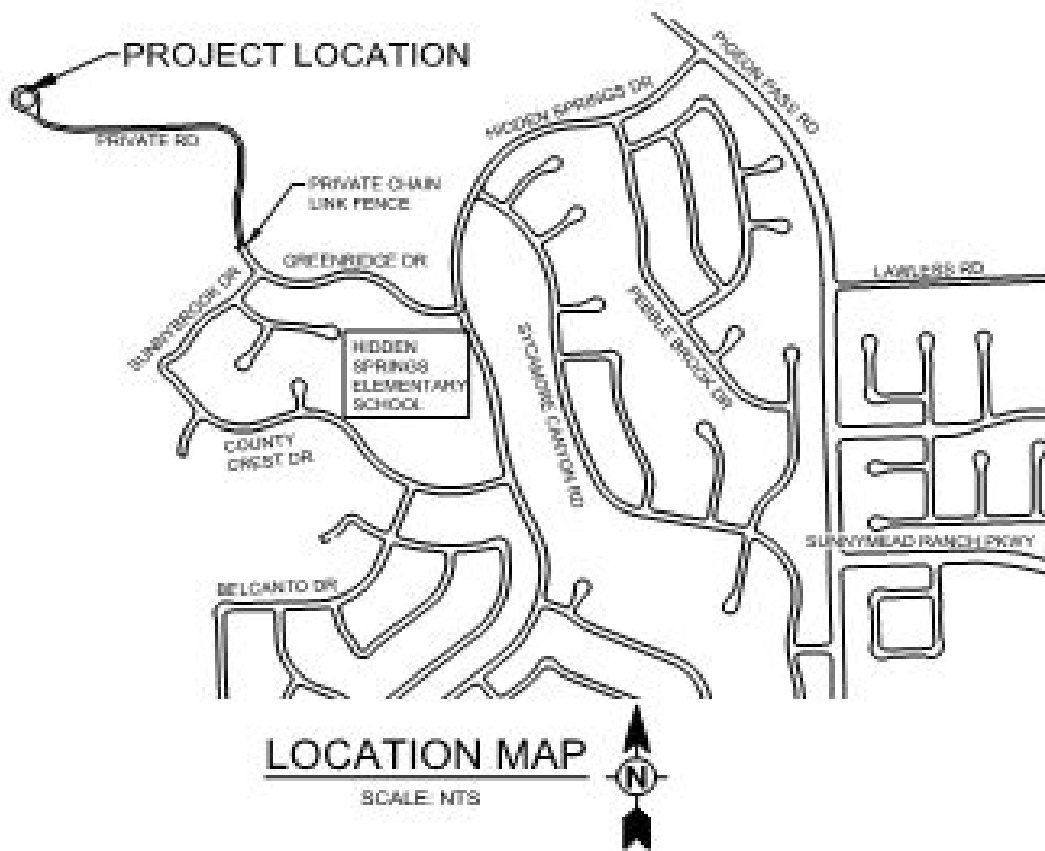 PROJECT LOCATION
PIGEON PASS RD
HIDDEN SPRINGS DR
PRIVATE RD
PRIVATE CHAIN
LINK FENCE
GREENRIDGE DR
LAWLESS RD
SUNNYBROOK DR
PEBBLE BROOK DR
HIDDEN
SPRINGS
ELEMENTARY
SCHOOL
SYCAMORE CANYON RD
COUNTY
CREST DR
SUNNYMEAD RANCH PKWY
BELCANTO DR
LOCATION MAP
N
SCALE: NTS